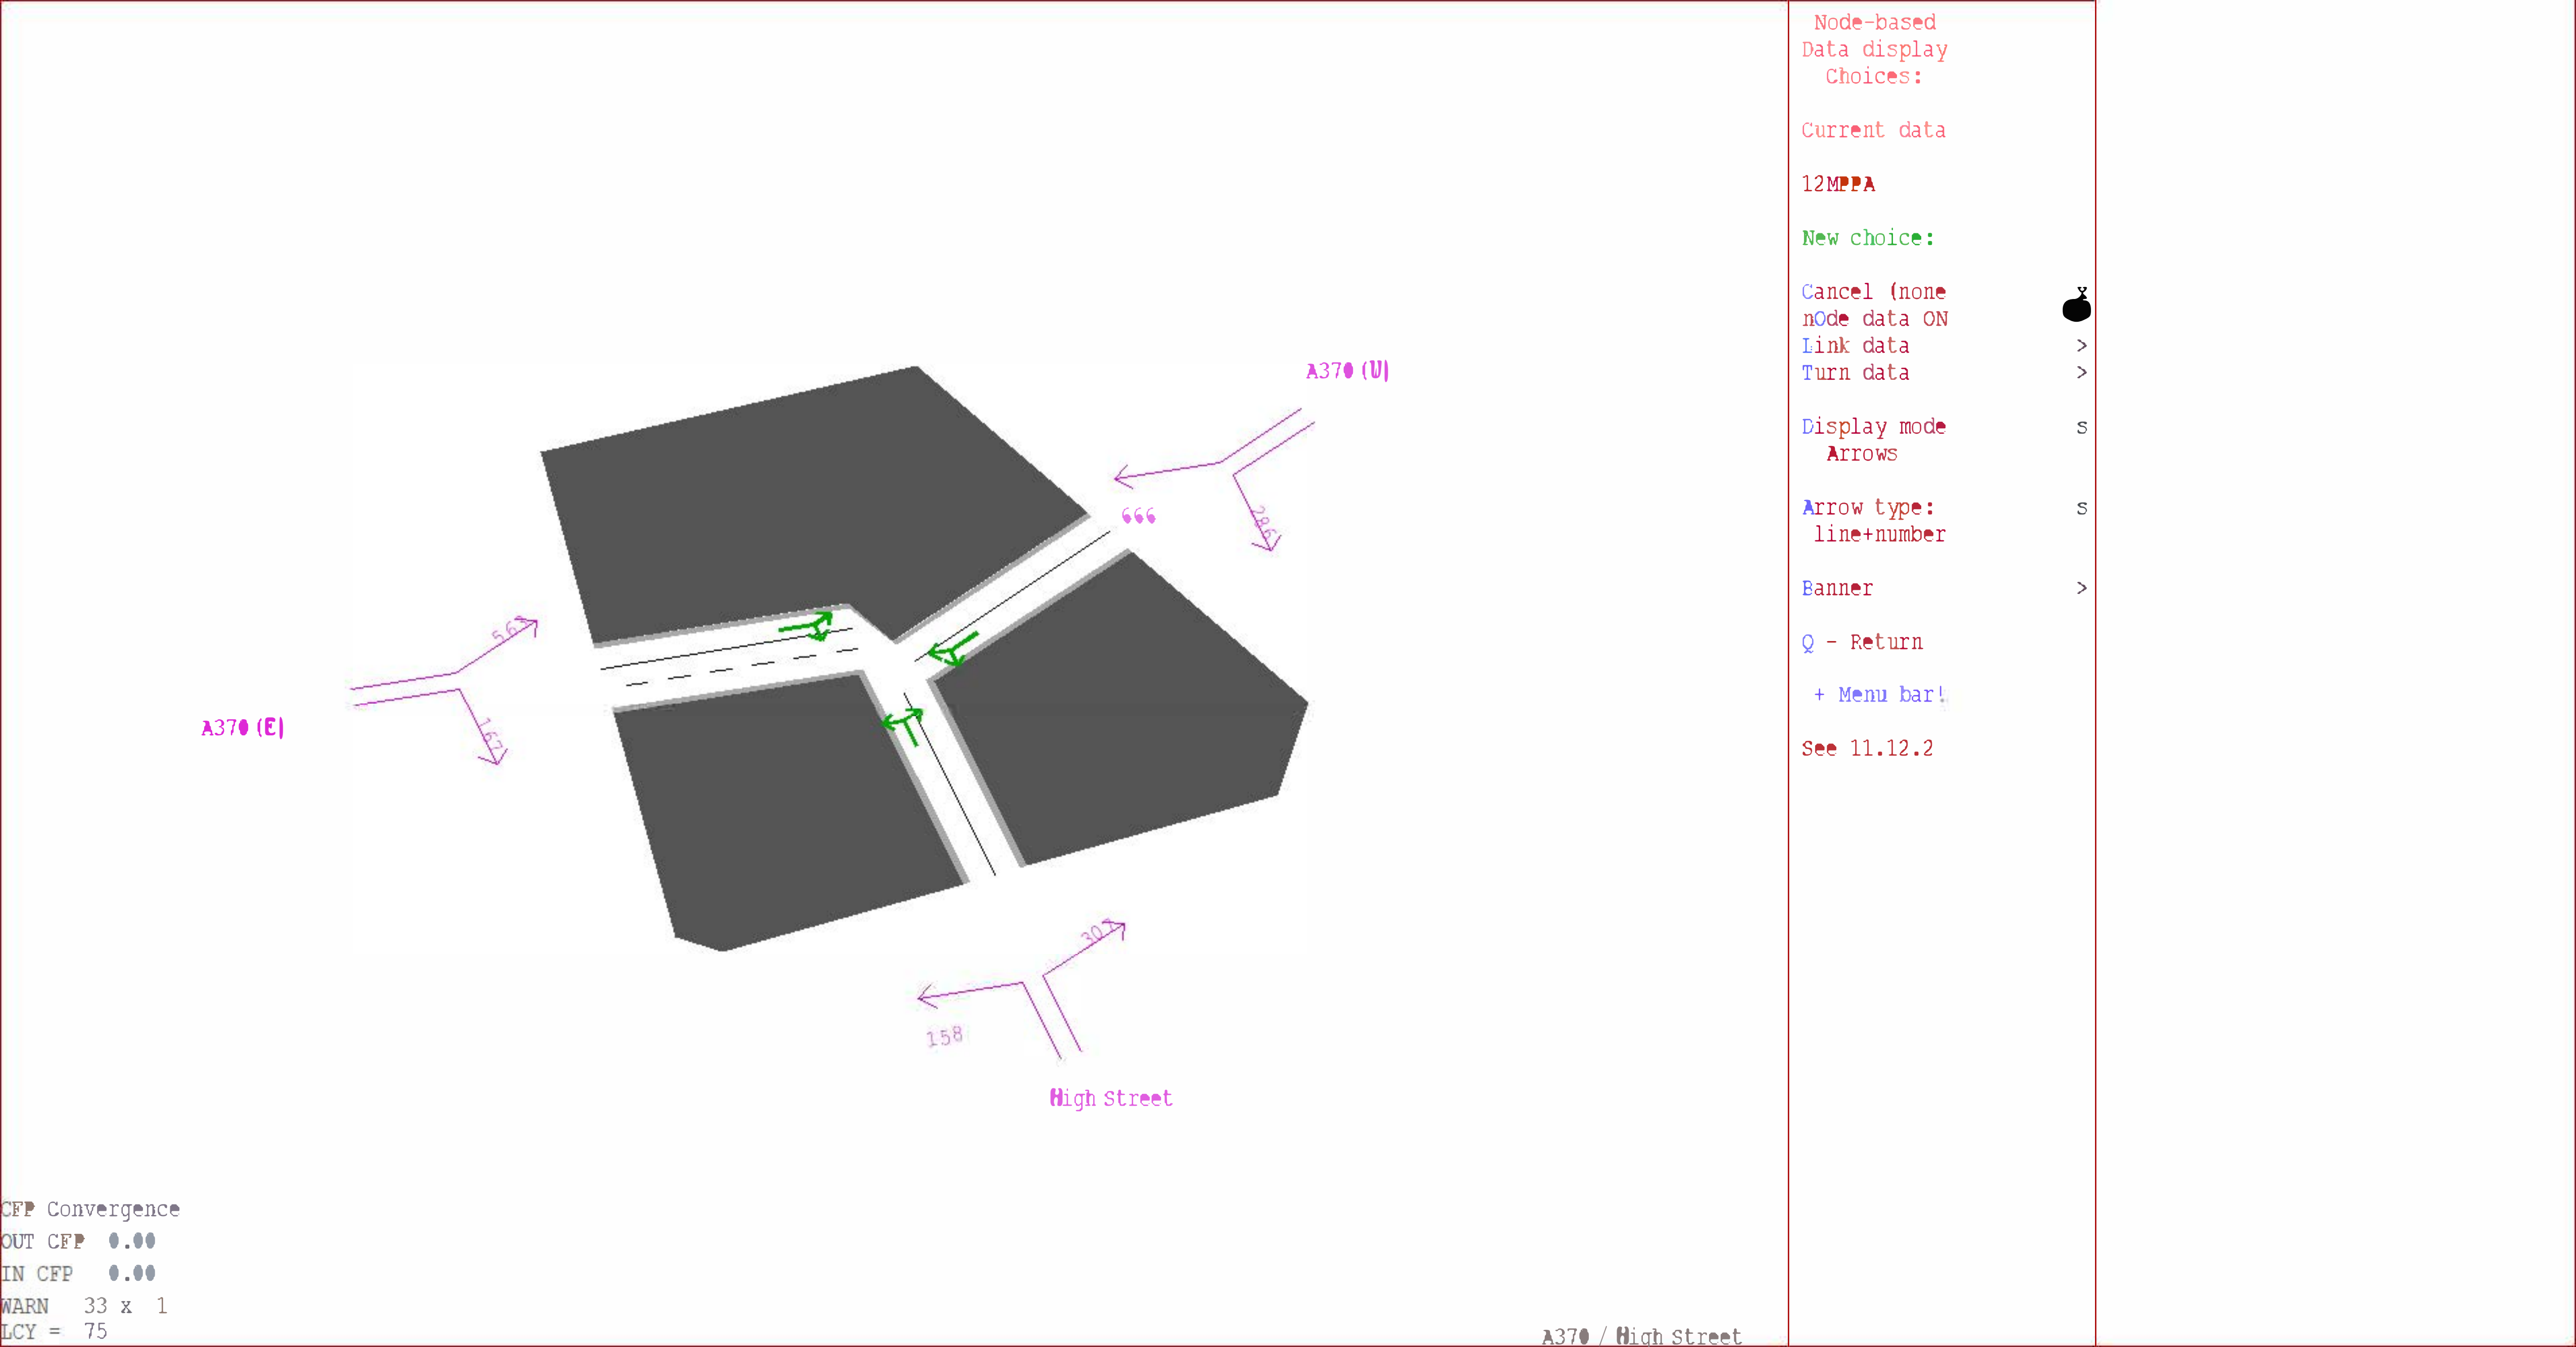 Node-based
Data display
Choices:
Current data
12MPPA
New choice:
Cancel (none x
nOde data ON
Link data >
Turn data >
Display mode s
Arrows
Arrow type: s
line+number
Banner >
Q - Return
+ Menu bar!
See 11.12.2
A370 (W)
666
286
563
167
A370 (E)
307
158
High Street
CFP Convergence
OUT CFP 0.00
IN CFP 0.00
WARN 33 x 1
LCY = 75
A370 / High Street